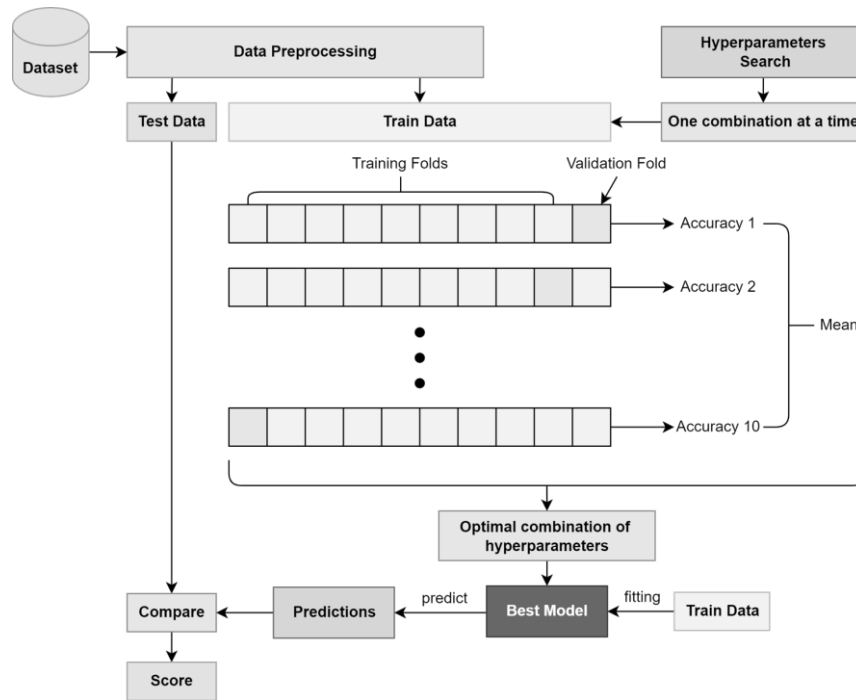 Dataset
Data Preprocessing
Hyperparameters
Search
Test Data
Train Data
One combination at a time
Training Folds
Validation Fold
Accuracy 1
Accuracy 2
Mean
Accuracy 10
Optimal combination of
hyperparameters
Compare
Predictions
predict
Best Model
fitting
Train Data
Score